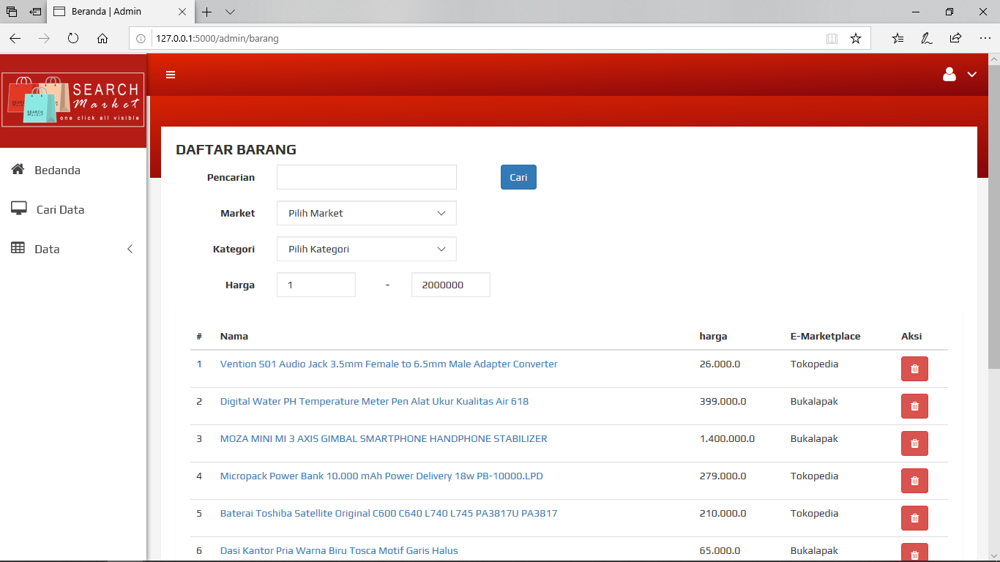 Beranda | Admin
127.0.0.1:5000/admin/barang
SEARCH
Market
one click all visible
SEARCH
Market
Bedanda
Cari Data
Data
DAFTAR BARANG
Pencarian Cari
Market Pilih Market
Kategori Pilih Kategori
Harga 1 - 2000000
# Nama harga E-Marketplace Aksi
1 Vention S01 Audio Jack 3.5mm Female to 6.5mm Male Adapter Converter 26.000.0 Tokopedia
2 Digital Water PH Temperature Meter Pen Alat Ukur Kualitas Air 618 399.000.0 Bukalapak
3 MOZA MINI MI 3 AXIS GIMBAL SMARTPHONE HANDPHONE STABILIZER 1.400.000.0 Bukalapak
4 Micropack Power Bank 10.000 mAh Power Delivery 18w PB-10000.LPD 279.000.0 Tokopedia
5 Baterai Toshiba Satellite Original C600 C640 L740 L745 PA3817U PA3817 210.000.0 Tokopedia
6 Dasi Kantor Pria Warna Biru Tosca Motif Garis Halus 65.000.0 Bukalapak